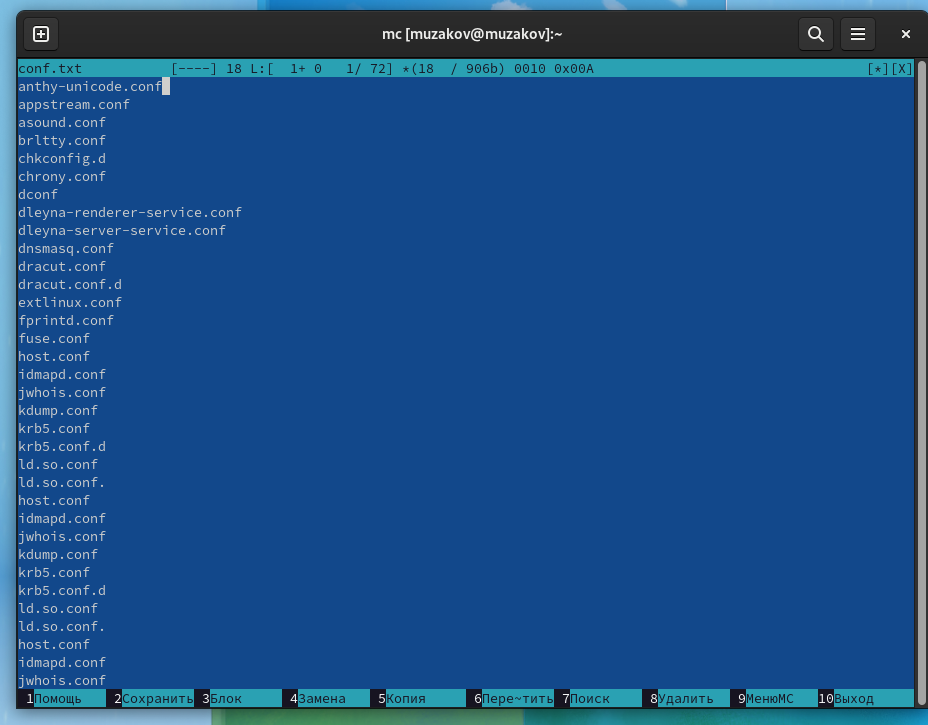 mc [muzakov@muzakov]:~
conf.txt [----] 18 L:[ 1+ 0 1/ 72] *(18 / 906b) 0010 0x00A [*][X]
anthy-unicode.conf
appstream.conf
asound.conf
brltty.conf
chkconfig.d
chrony.conf
dconf
dleyna-renderer-service.conf
dleyna-server-service.conf
dnsmasq.conf
dracut.conf
dracut.conf.d
extlinux.conf
fprintd.conf
fuse.conf
host.conf
idmapd.conf
jwhois.conf
kdump.conf
krb5.conf
krb5.conf.d
ld.so.conf
ld.so.conf.
host.conf
idmapd.conf
jwhois.conf
kdump.conf
krb5.conf
krb5.conf.d
ld.so.conf
ld.so.conf.
host.conf
idmapd.conf
jwhois.conf
1Помощь 2Сохранить 3Блок 4Замена 5Копия 6Пере~тить 7Поиск 8Удалить 9МенюMC 10Выход